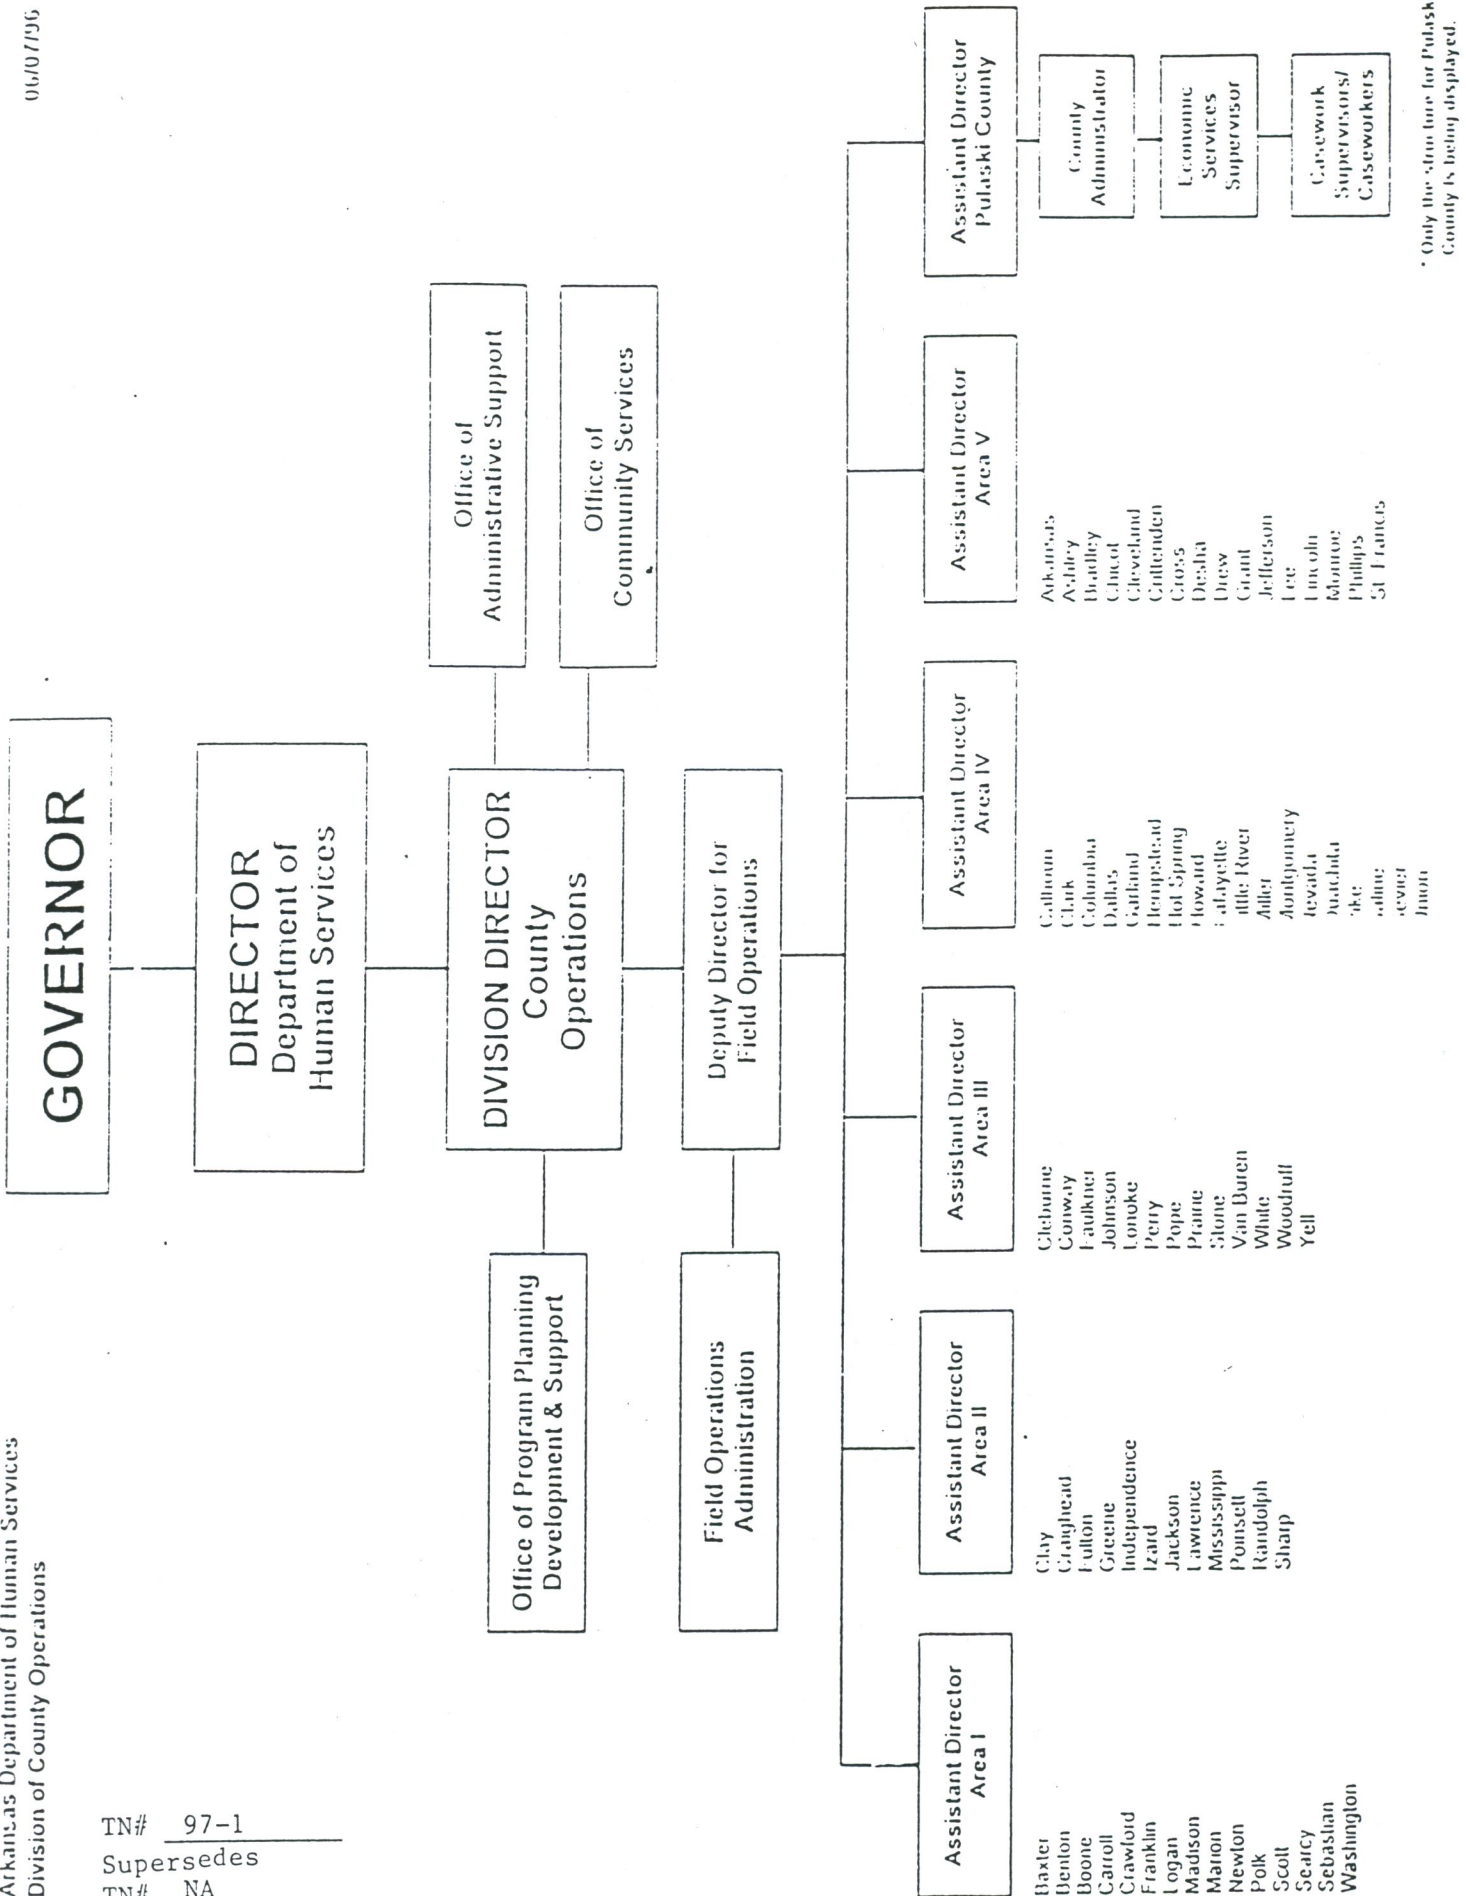 Arkansas Department of Human Services
Division of County Operations
06/07/96
GOVERNOR
DIRECTOR
Department of
Human Services
DIVISION DIRECTOR
County
Operations
Office of
Administrative Support
Office of
Community Services
Office of Program Planning
Development & Support
Deputy Director for
Field Operations
Field Operations
Administration
Assistant Director
Area I
Baxter
Benton
Boone
Carroll
Crawford
Franklin
Logan
Madison
Marion
Newton
Polk
Scott
Searcy
Sebastian
Washington
Assistant Director
Area II
Clay
Craighead
Fulton
Greene
Independence
Izard
Jackson
Lawrence
Mississippi
Poinsett
Randolph
Sharp
Assistant Director
Area III
Cleburne
Conway
Faulkner
Johnson
Lonoke
Perry
Pope
Prairie
Stone
Van Buren
White
Woodruff
Yell
Assistant Director
Area IV
Calhoun
Clark
Columbia
Dallas
Garland
Hempstead
Hot Spring
Howard
Lafayette
River
Assistant Director
Area V
Arkansas
Ashley
Bradley
Chicot
Cleveland
Crittenden
Cross
Desha
Drew
Grant
Jefferson
Lee
Lincoln
Monroe
Phillips
St. Francis
Assistant Director
Pulaski County
County
Administrator
Economic
Services
Supervisor
Casework
Supervisors/
Caseworkers
* Only the structure for Pulask
County is being displayed.
TN# 97-1
Supersedes
TN# NA